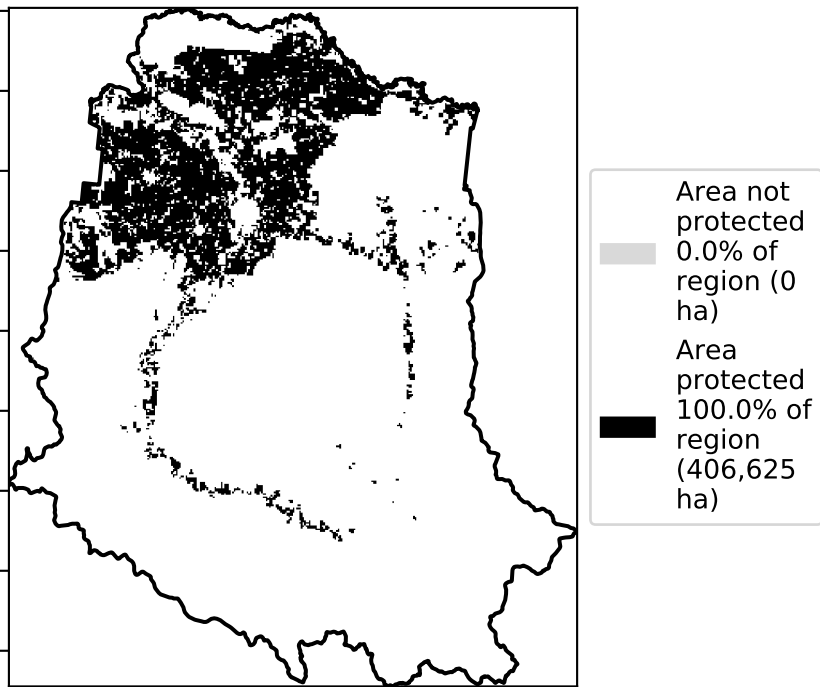 Area not
protected
0.0% of
region (0
ha)
Area
protected
100.0% of
region
(406,625
ha)